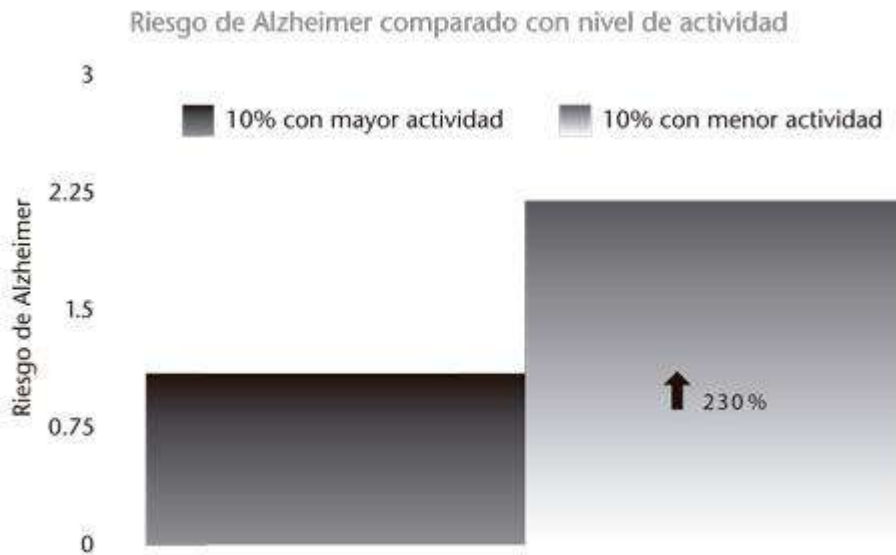 Riesgo de Alzheimer comparado con nivel de actividad
3
10% con mayor actividad
10% con menor actividad
2.25
Riesgo de Alzheimer
1.5
230%
0.75
0